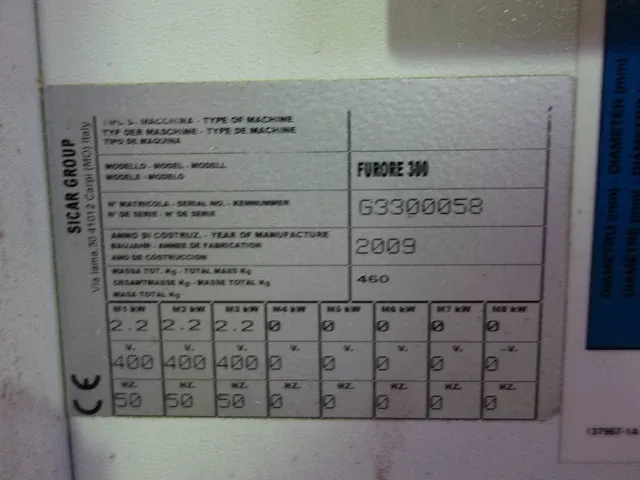 SICAR GROUP
Via lama,30 41012 Carpi (MO) Italy
TIPO DI MACCHINA - TYPE OF MACHINE
TYP DER MASCHINE - TYPE DE MACHINE
TIPO DE MAQUINA
MODELLO - MODEL - MODELL
MODELE - MODELO
FURORE 300
N° MATRICOLA - SERIAL NO. - KENNUMMER
N° DE SERIE - N° DE SERIE
G3300058
ANNO DI COSTRUZ. - YEAR OF MANUFACTURE
BAUJAHR - ANNEE DE FABRICATION
ANO DE CONSTRUCCION
2009
MASSA TOT. Kg - TOTAL MASS Kg
GESAMTMASSE Kg - MASSE TOTAL Kg
MASA TOTAL Kg
460
M1 kW M2 kW M3 kW M4 kW M5 kW M6 kW M7 kW M8 kW
2.2 2.2 2.2 0 0 0 0 0
V. V. V. V. V. V. V. V.
400 400 400 0 0 0 0 0
HZ. HZ. HZ. HZ. HZ. HZ. HZ. HZ.
50 50 50 0 0 0 0 0
CE
DIAMETRO (mm) - DIAMETER (mm)
137967-1A